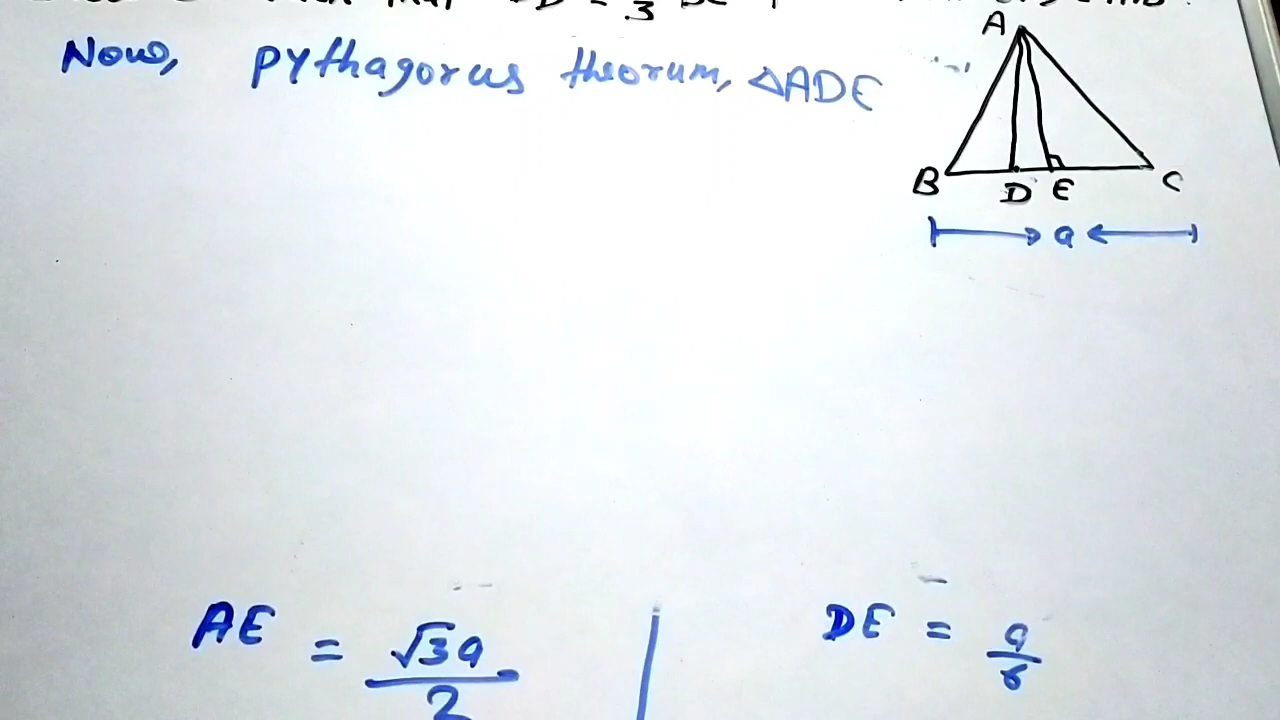 Now, pythagorus theorum, △ADE
A
B D E C
a
AE = √3a/2
DE = a/6